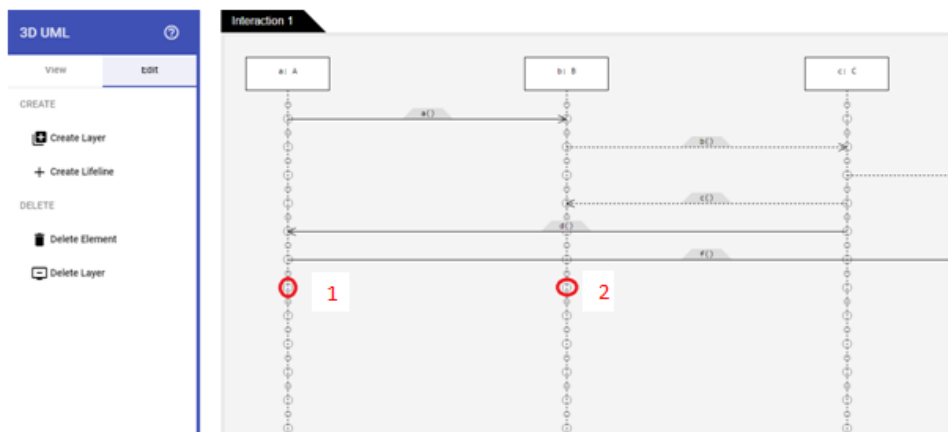 Interaction 1
3D UML
View Edit
CREATE
Create Layer
Create Lifeline
DELETE
Delete Element
Delete Layer
a: A
b: B
c: C
a()
b()
c()
d()
f()
1
2